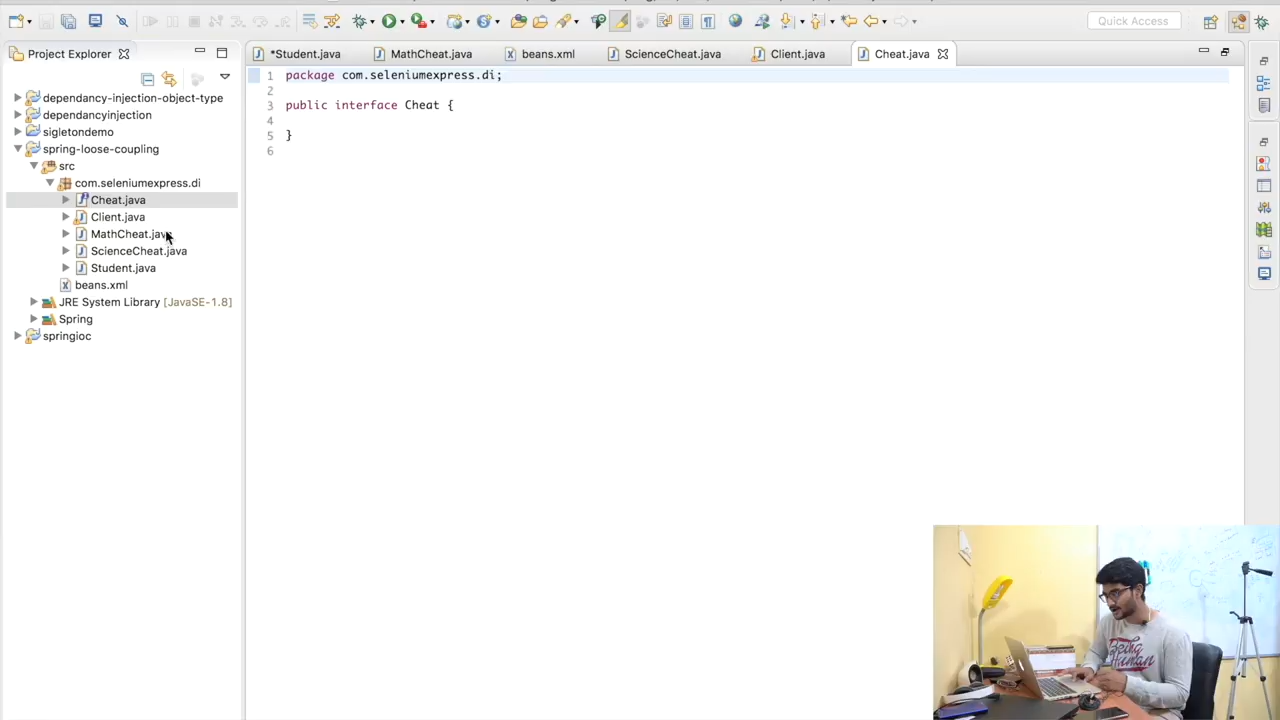 Quick Access
Project Explorer
*Student.java
MathCheat.java
beans.xml
ScienceCheat.java
Client.java
Cheat.java
dependancy-injection-object-type
dependancyinjection
sigletondemo
spring-loose-coupling
src
com.seleniumexpress.di
Cheat.java
Client.java
MathCheat.java
ScienceCheat.java
Student.java
beans.xml
JRE System Library [JavaSE-1.8]
Spring
springioc
1 package com.seleniumexpress.di;
2
3 public interface Cheat {
4
5 }
6
Being
Human